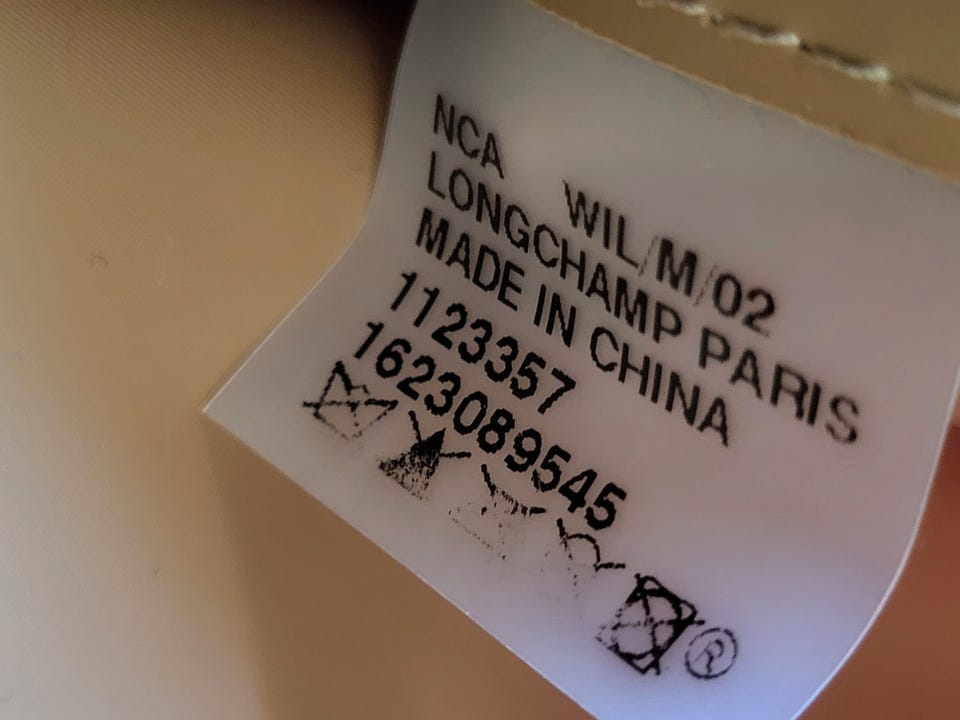 NCA WIL/M/02
LONGCHAMP PARIS
MADE IN CHINA
1123357
1623089545
®